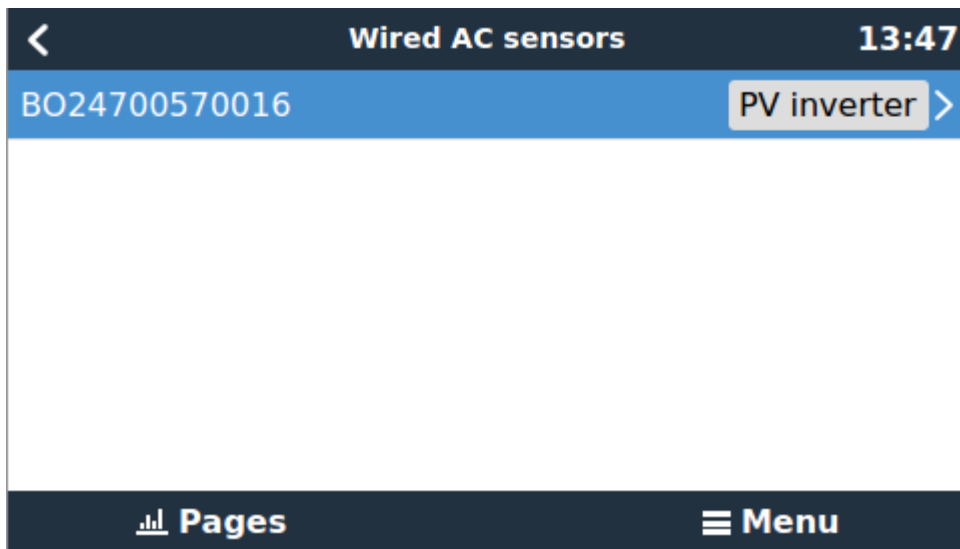 Wired AC sensors 13:47
BO24700570016 PV inverter
Pages Menu